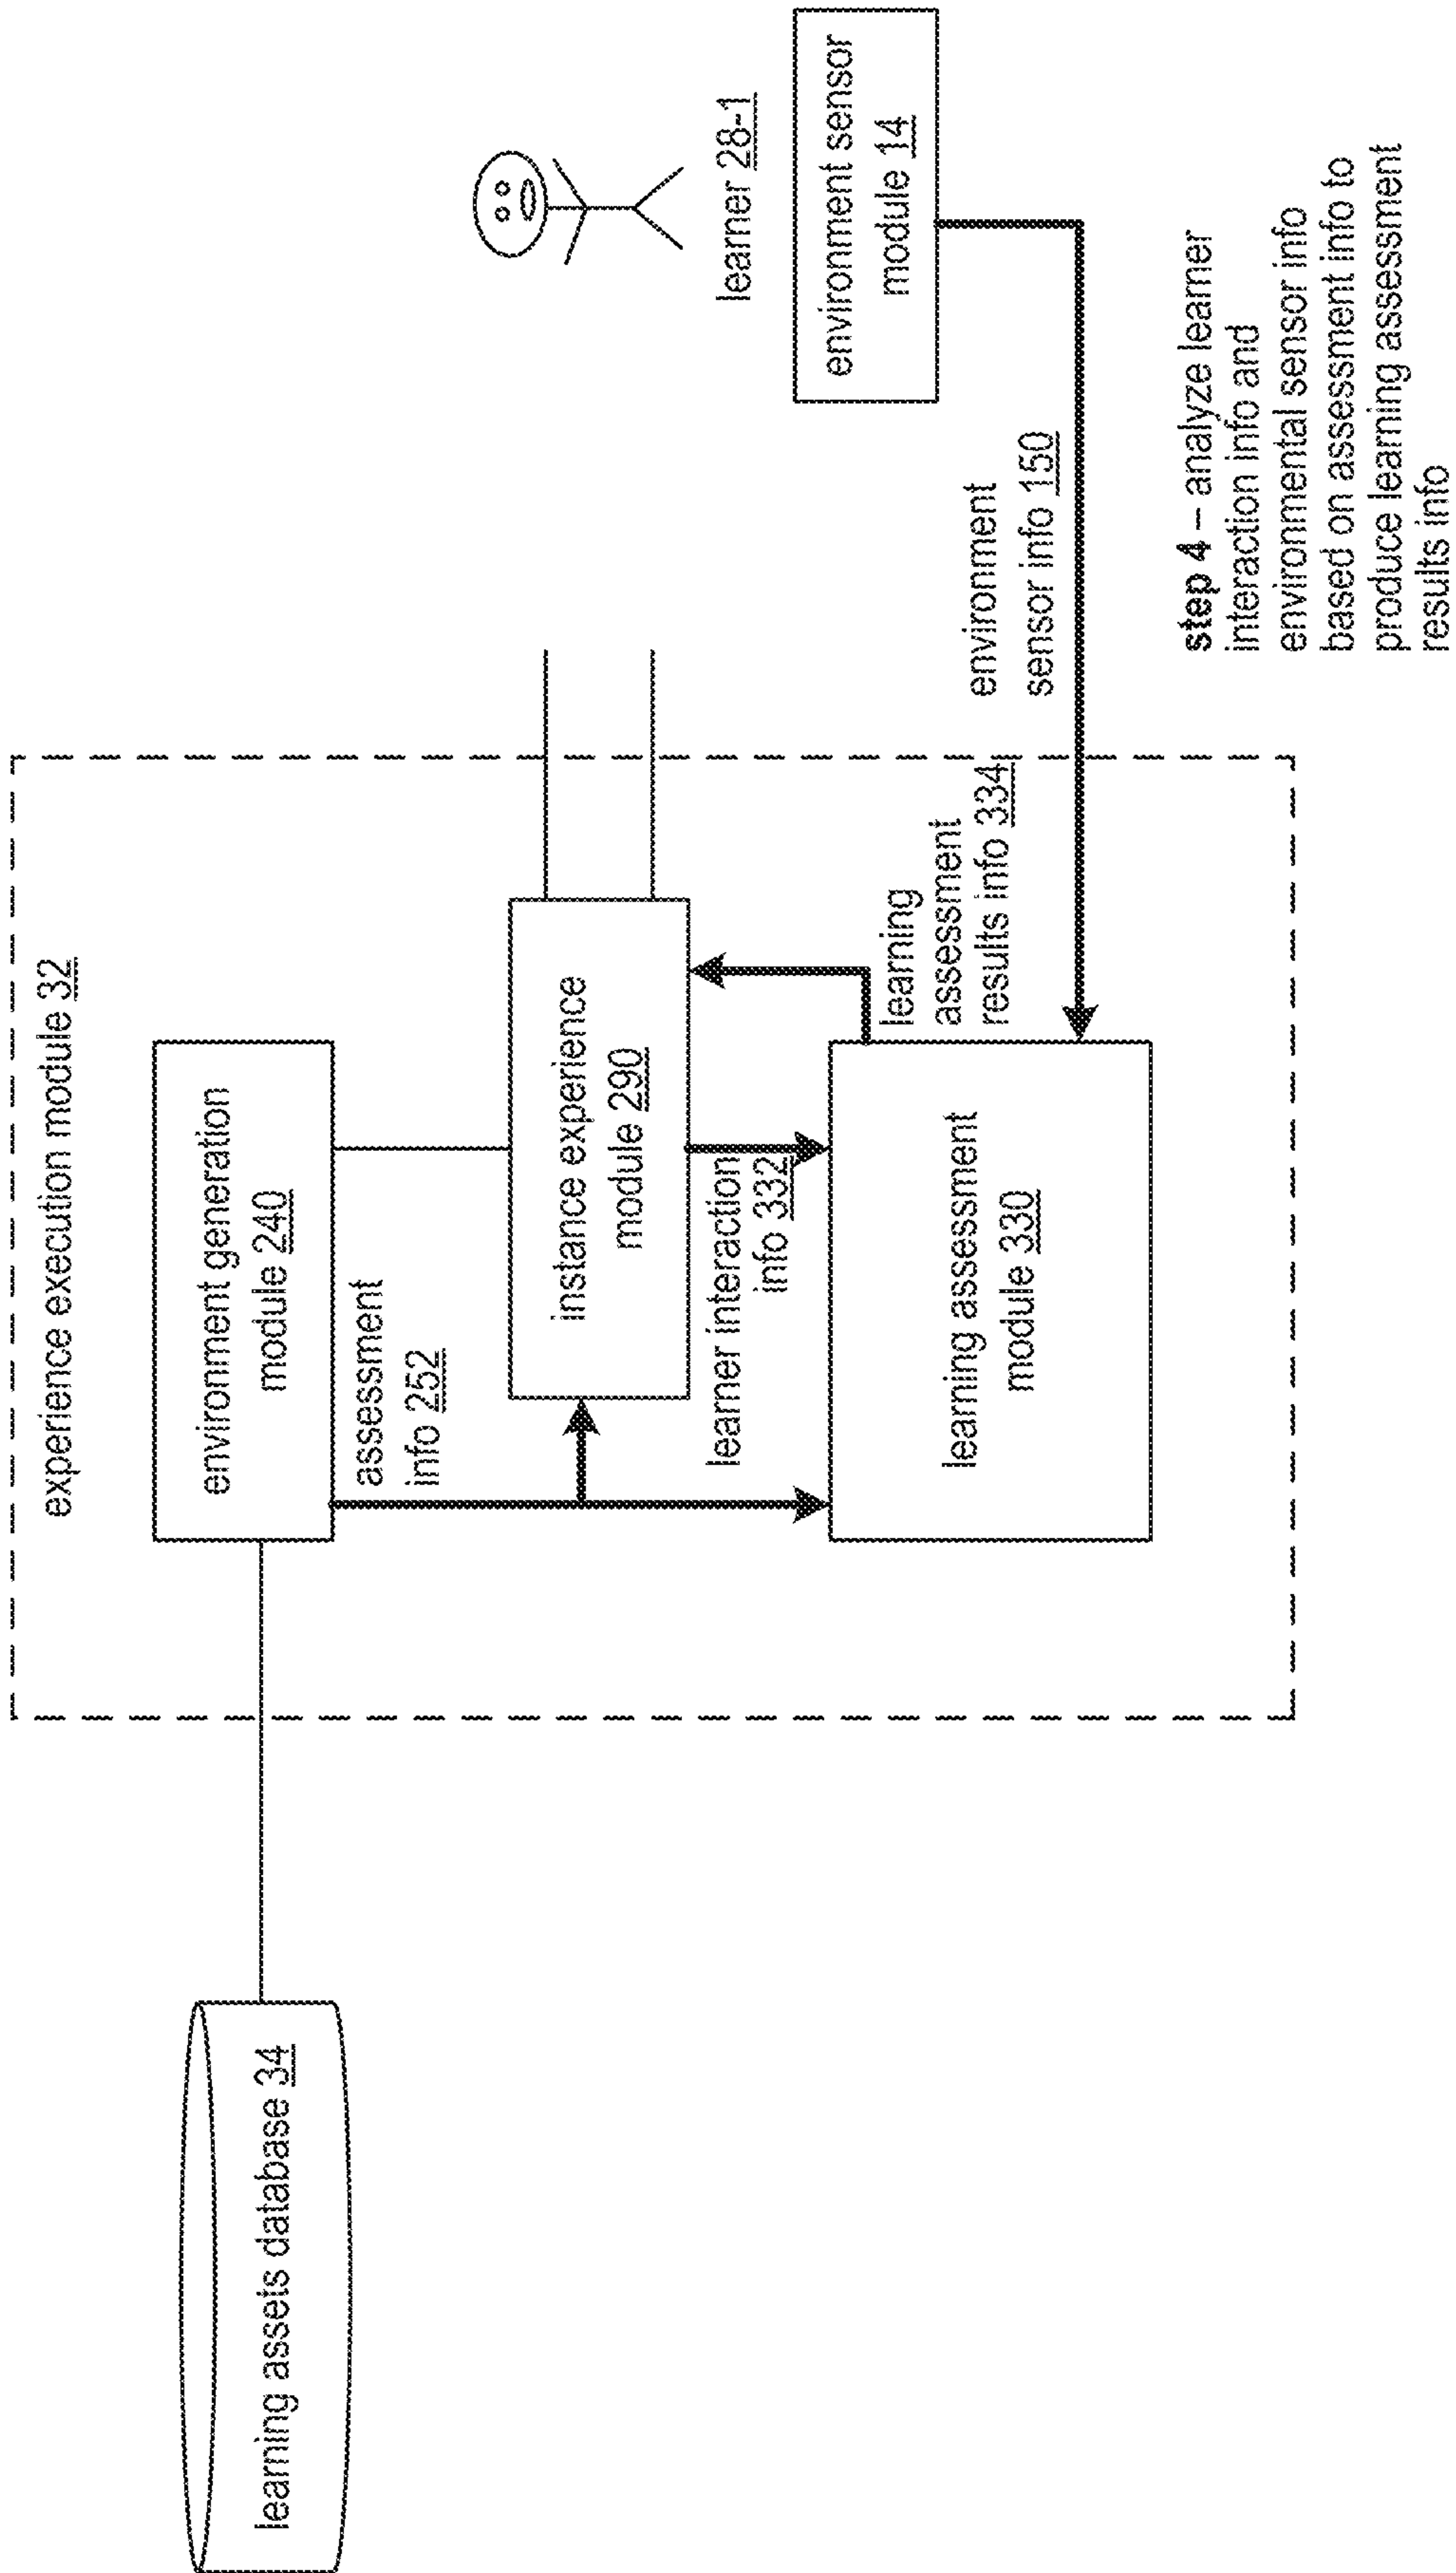 learning assets database 34
experience execution module 32
environment generation
module 240
assessment
info 252
instance experience
module 290
learner interaction
info 332
learning
assessment
results info 334
learning assessment
module 330
learner 28-1
environment sensor
module 14
environment
sensor info 150
step 4 – analyze learner
interaction info and
environmental sensor info
based on assessment info to
produce learning assessment
results info